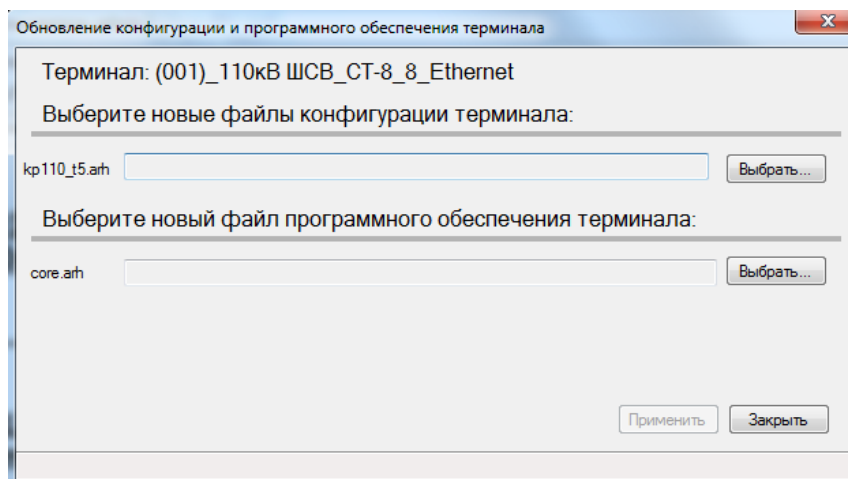 Обновление конфигурации и программного обеспечения терминала
Терминал: (001)_110кВ ШСВ_СТ-8_8_Ethernet
Выберите новые файлы конфигурации терминала:
kp110_t5.arh
Выбрать...
Выберите новый файл программного обеспечения терминала:
core.arh
Выбрать...
Применить
Закрыть